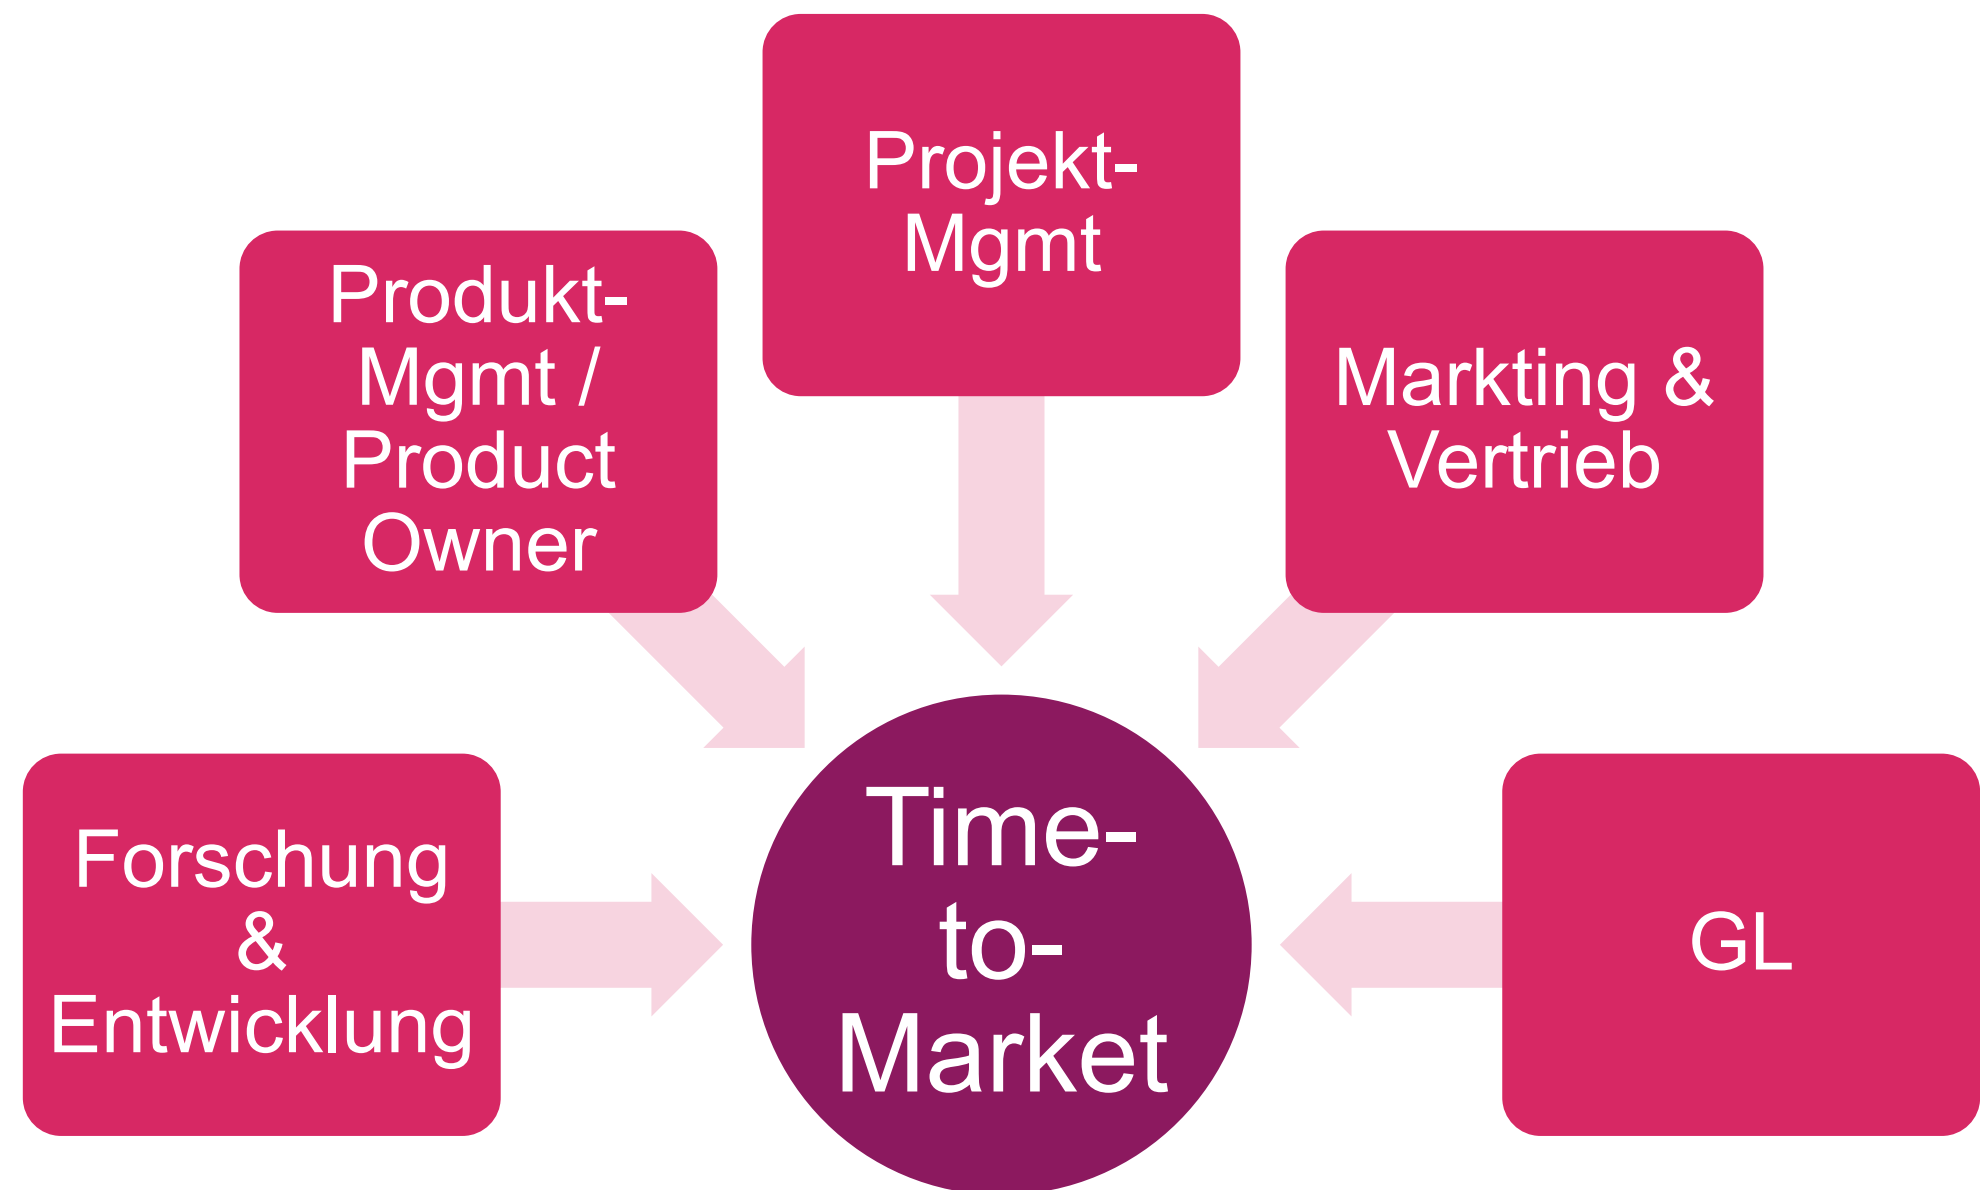 Projekt-
Mgmt
Produkt-
Mgmt /
Product
Owner
Markting &
Vertrieb
Forschung
&
Entwicklung
Time-
to-
Market
GL